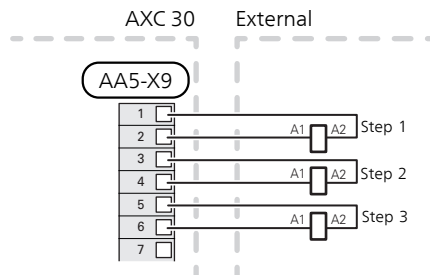 AXC 30 External
AA5-X9
1
2 A1 A2 Step 1
3
4 A1 A2 Step 2
5
6 A1 A2 Step 3
7